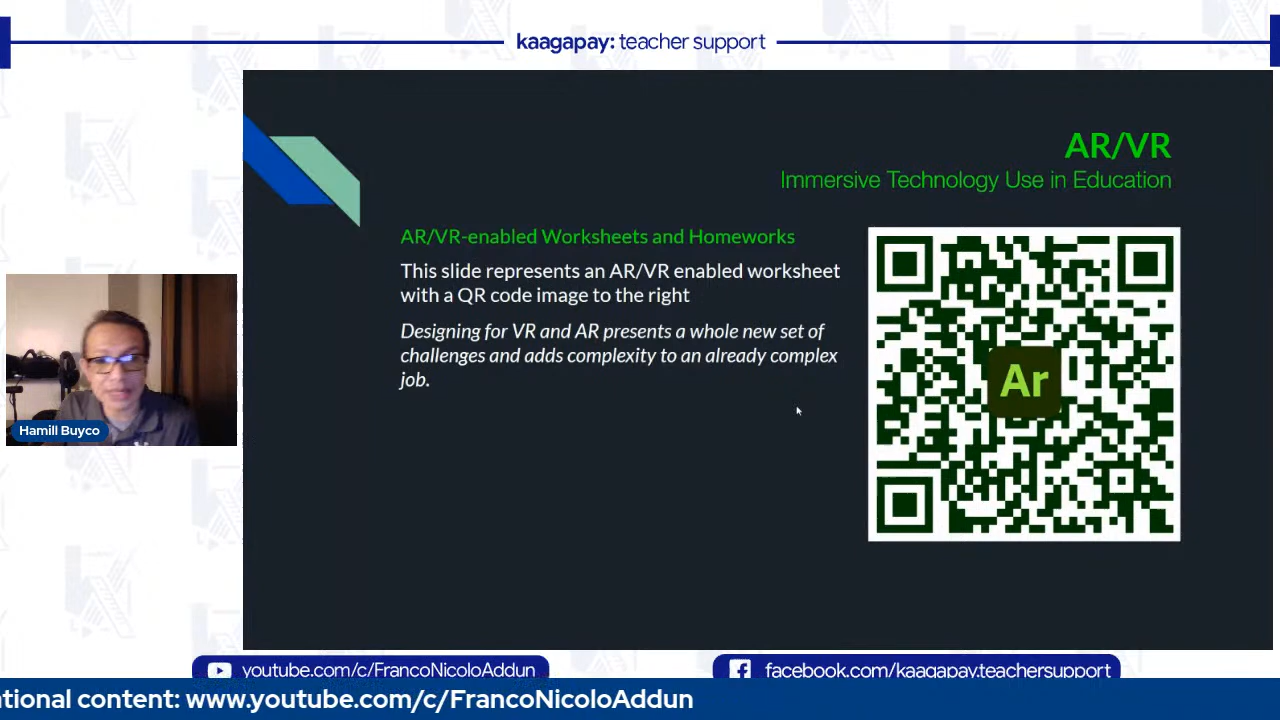 kaagapay: teacher support
AR/VR
Immersive Technology Use in Education
AR/VR-enabled Worksheets and Homeworks
This slide represents an AR/VR enabled worksheet
with a QR code image to the right
Designing for VR and AR presents a whole new set of
challenges and adds complexity to an already complex
job.
Ar
Hamill Buyco
youtube.com/c/FrancoNicoloAddun
facebook.com/kaagapay.teachersupport
ational content: www.youtube.com/c/FrancoNicoloAddun